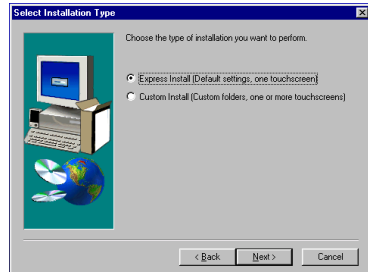 Select Installation Type
Choose the type of installation you want to perform.
Express Install (Default settings, one touchscreen)
Custom Install (Custom folders, one or more touchscreens)
< Back
Next >
Cancel